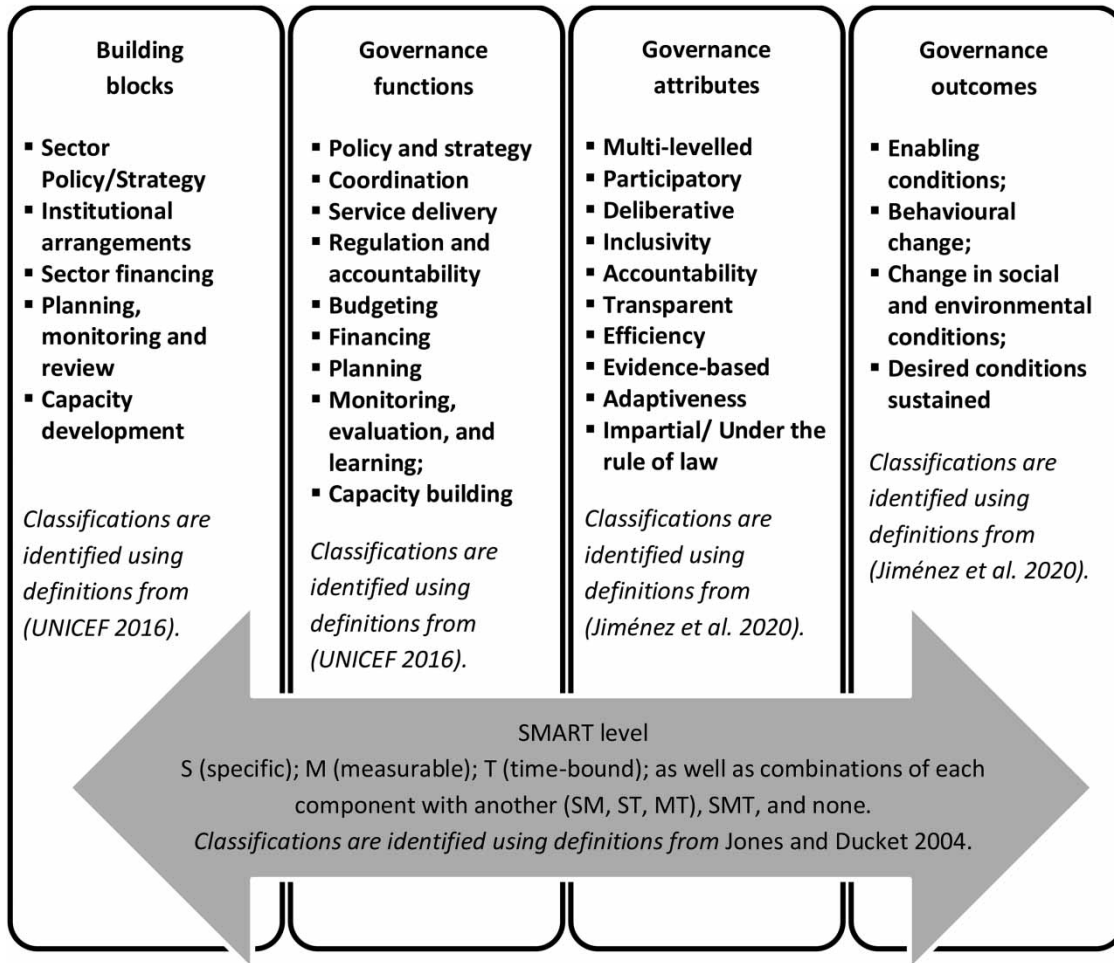 Building
blocks
▪ Sector
Policy/Strategy
▪ Institutional
arrangements
▪ Sector financing
▪ Planning,
monitoring and
review
▪ Capacity
development
Classifications are
identified using
definitions from
(UNICEF 2016).
Governance
functions
▪ Policy and strategy
▪ Coordination
▪ Service delivery
▪ Regulation and
accountability
▪ Budgeting
▪ Financing
▪ Planning
▪ Monitoring,
evaluation, and
learning;
▪ Capacity building
Classifications are
identified using
definitions from
(UNICEF 2016).
Governance
attributes
▪ Multi-levelled
▪ Participatory
▪ Deliberative
▪ Inclusivity
▪ Accountability
▪ Transparent
▪ Efficiency
▪ Evidence-based
▪ Adaptiveness
▪ Impartial/ Under the
rule of law
Classifications are
identified using
definitions from
(Jiménez et al. 2020).
Governance
outcomes
▪ Enabling
conditions;
▪ Behavioural
change;
▪ Change in social
and environmental
conditions;
▪ Desired conditions
sustained
Classifications are
identified using
definitions from
(Jiménez et al. 2020).
SMART level
S (specific); M (measurable); T (time-bound); as well as combinations of each
component with another (SM, ST, MT), SMT, and none.
Classifications are identified using definitions from Jones and Ducket 2004.